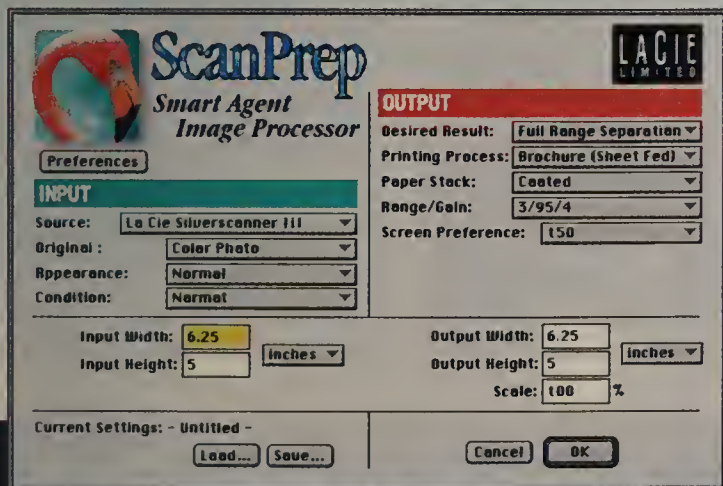 ScanPrep
Smart Agent
Image Processor
LACIE
LIMITED
Preferences
INPUT
Source: La Cie Silverscanner III
Original : Color Photo
Appearance: Normal
Condition: Normal
OUTPUT
Desired Result: Full Range Separation
Printing Process: Brochure (Sheet Fed)
Paper Stock: Coated
Range/Gain: 3/95/4
Screen Preference: 150
Input Width: 6.25
Input Height: 5
inches
Output Width: 6.25
Output Height: 5
inches
Scale: 100 %
Current Settings: - Untitled -
Load...
Save...
Cancel
OK